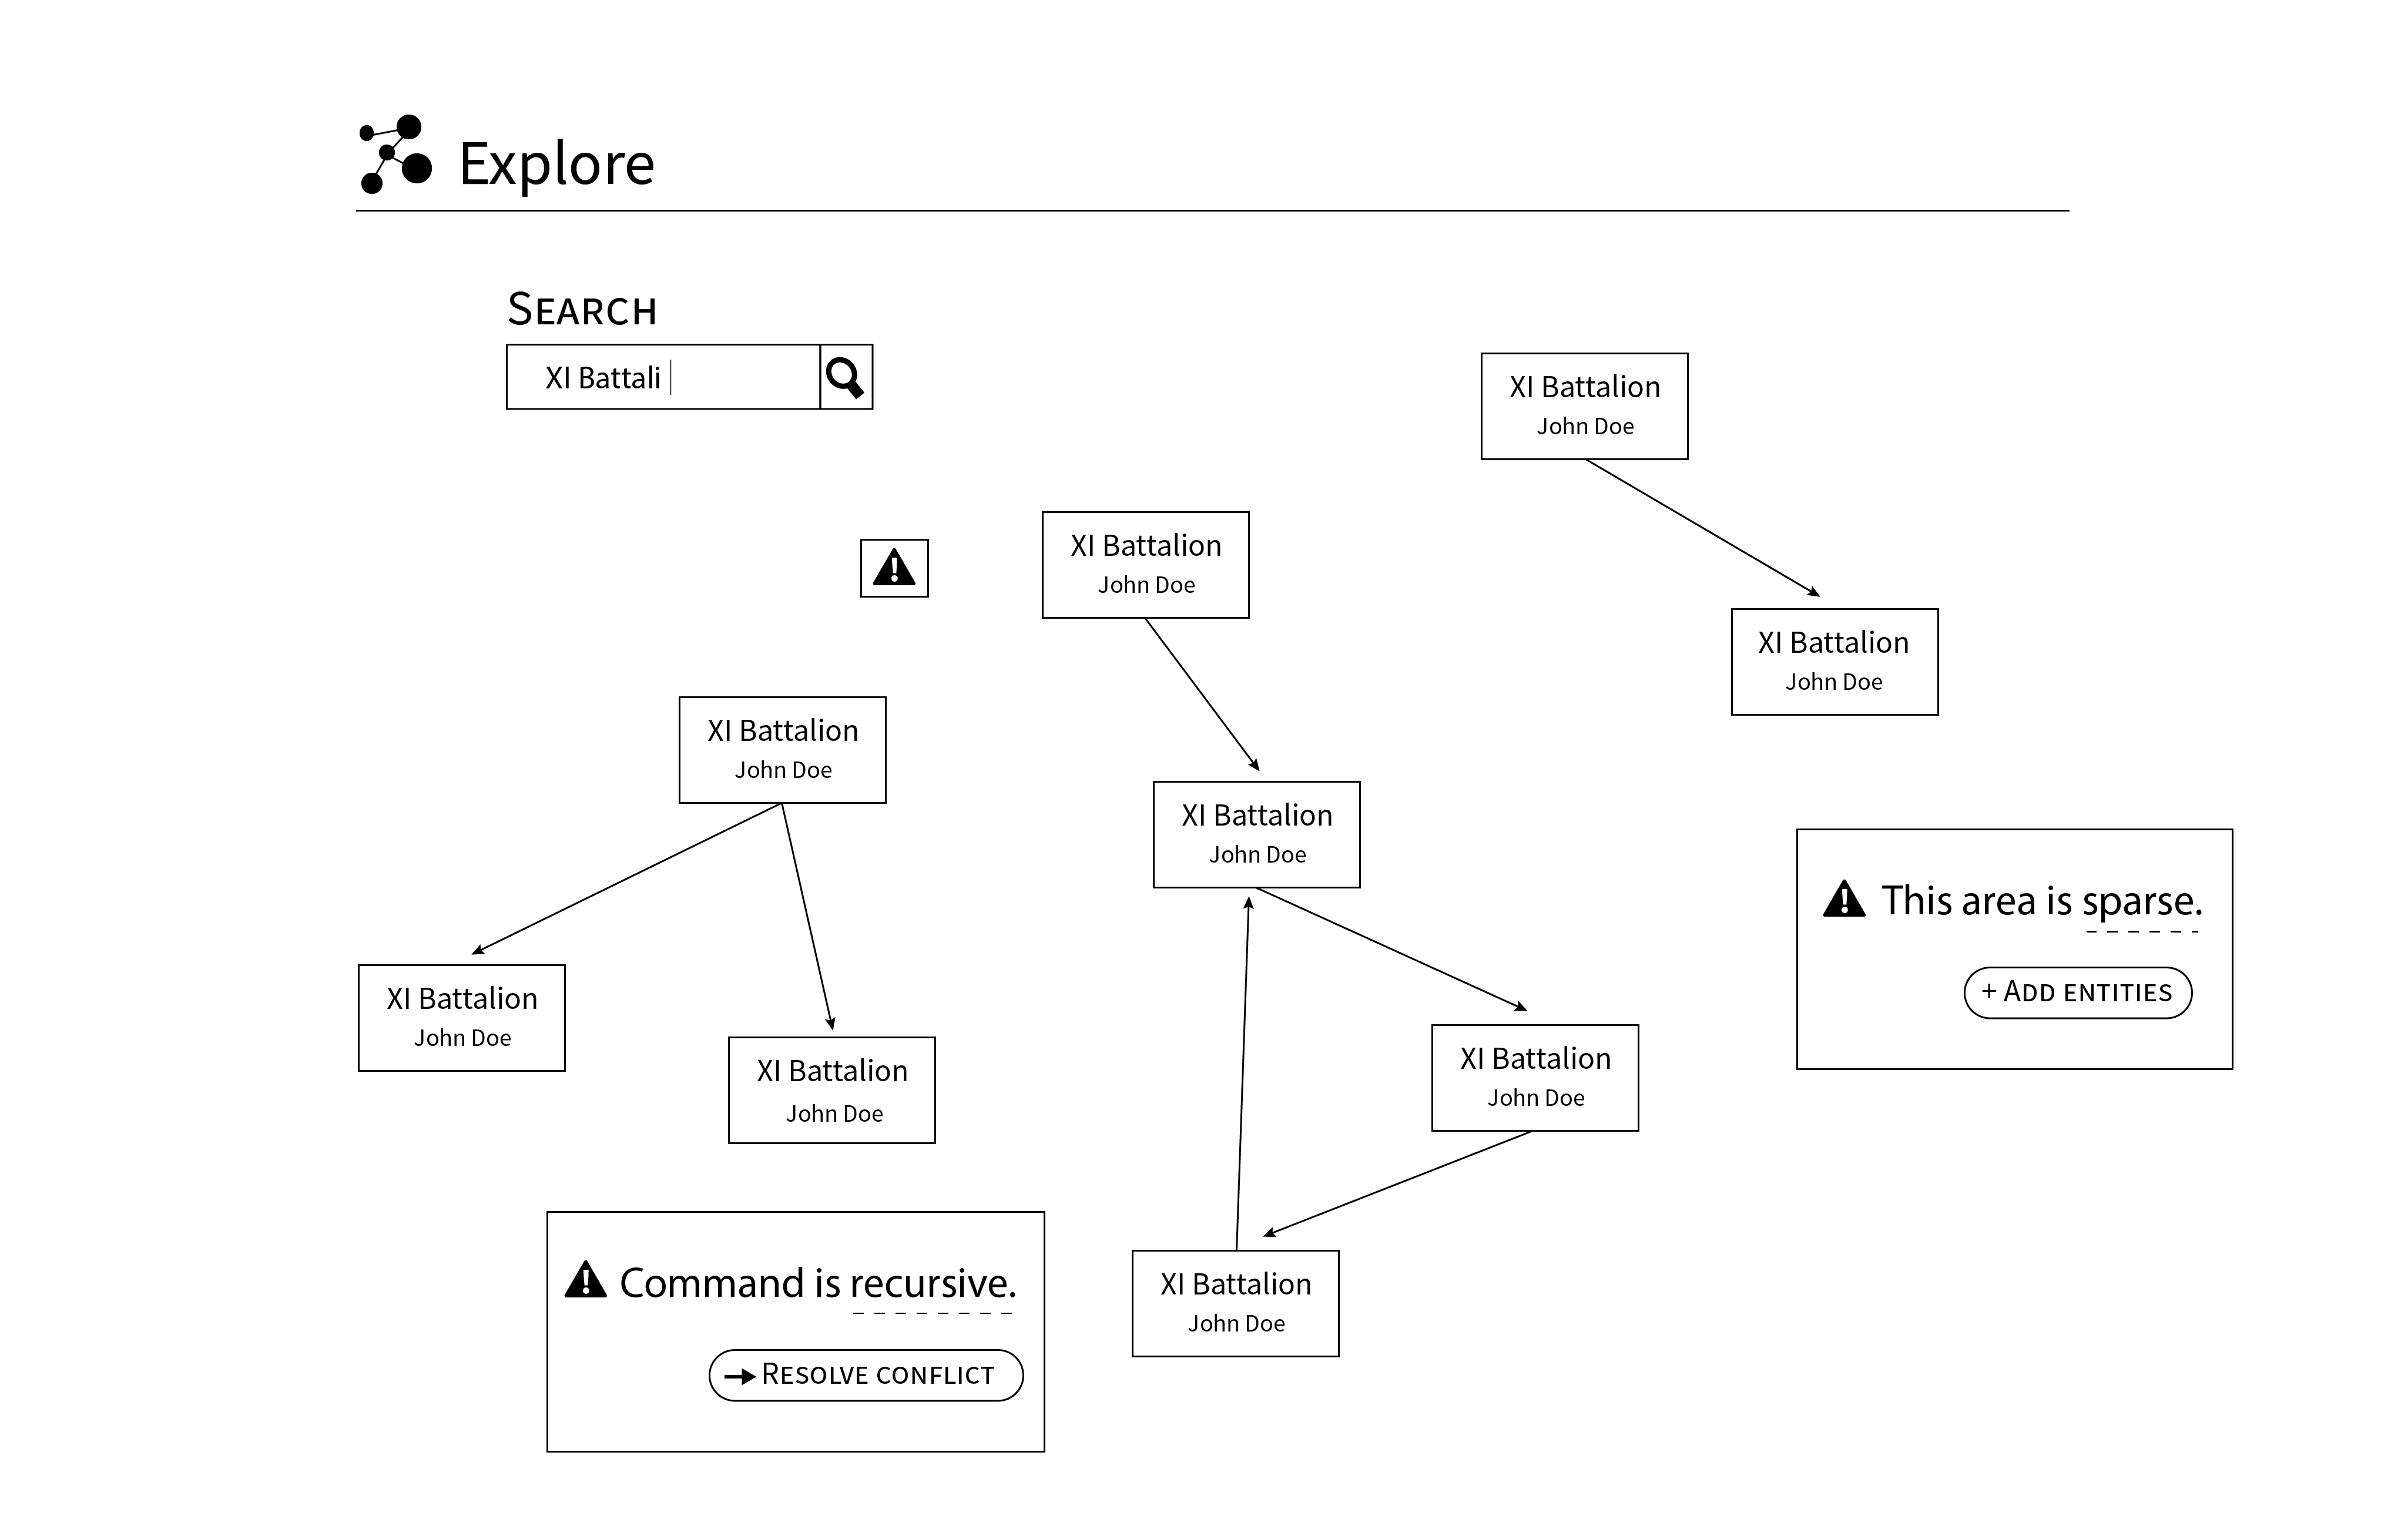 Explore
SEARCH
XI Battali
XI Battalion
John Doe
XI Battalion
John Doe
XI Battalion
John Doe
XI Battalion
John Doe
XI Battalion
John Doe
This area is sparse.
+ ADD ENTITIES
XI Battalion
John Doe
XI Battalion
John Doe
XI Battalion
John Doe
Command is recursive.
RESOLVE CONFLICT
XI Battalion
John Doe